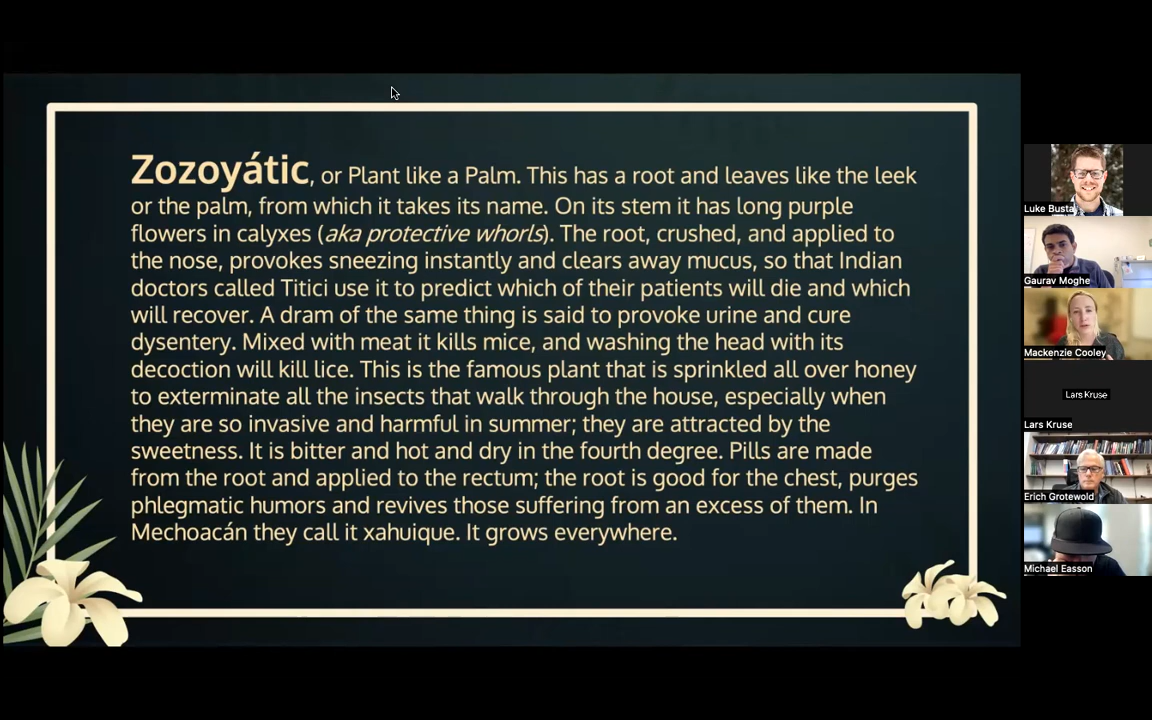 Zozoyátic, or Plant like a Palm. This has a root and leaves like the leek
or the palm, from which it takes its name. On its stem it has long purple
flowers in calyxes (aka protective whorls). The root, crushed, and applied to
the nose, provokes sneezing instantly and clears away mucus, so that Indian
doctors called Titici use it to predict which of their patients will die and which
will recover. A dram of the same thing is said to provoke urine and cure
dysentery. Mixed with meat it kills mice, and washing the head with its
decoction will kill lice. This is the famous plant that is sprinkled all over honey
to exterminate all the insects that walk through the house, especially when
they are so invasive and harmful in summer; they are attracted by the
sweetness. It is bitter and hot and dry in the fourth degree. Pills are made
from the root and applied to the rectum; the root is good for the chest, purges
phlegmatic humors and revives those suffering from an excess of them. In
Mechoacán they call it xahuique. It grows everywhere.
Luke Busta
Gaurav Moghe
Mackenzie Cooley
Lars Kruse
Lars Kruse
Erich Grotewold
Michael Easson